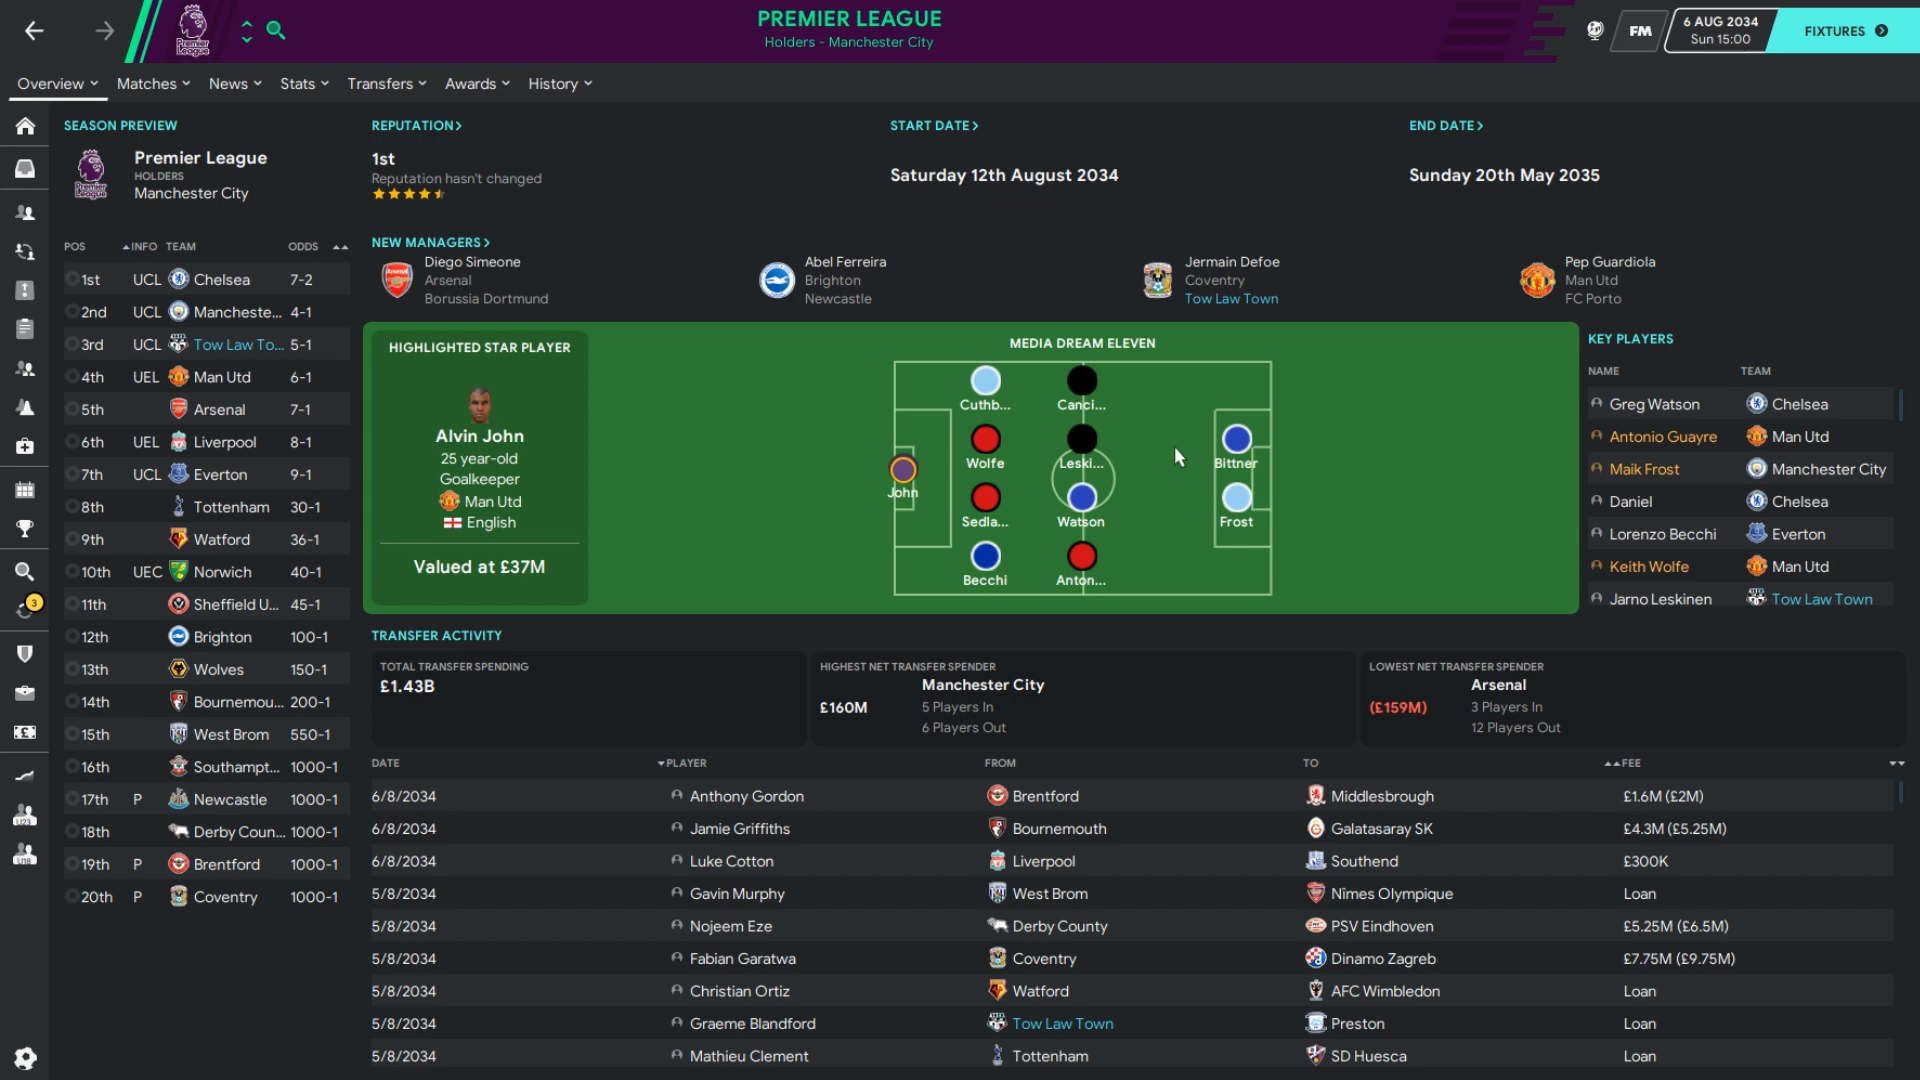 PREMIER LEAGUE
Holders - Manchester City
Premier League
FM
6 AUG 2034
Sun 15:00
FIXTURES
Overview
Matches
News
Stats
Transfers
Awards
History
SEASON PREVIEW
Premier League
Premier League
HOLDERS
Manchester City
REPUTATION
1st
Reputation hasn't changed
START DATE
Saturday 12th August 2034
END DATE
Sunday 20th May 2035
POS INFO TEAM ODDS
1st UCL Chelsea 7-2
2nd UCL Mancheste... 4-1
3rd UCL Tow Law To... 5-1
4th UEL Man Utd 6-1
5th Arsenal 7-1
6th UEL Liverpool 8-1
7th UCL Everton 9-1
8th Tottenham 30-1
9th Watford 36-1
10th UEC Norwich 40-1
11th Sheffield U... 45-1
12th Brighton 100-1
13th Wolves 150-1
14th Bournemou... 200-1
15th West Brom 550-1
16th Southampt... 1000-1
17th P Newcastle 1000-1
18th Derby Coun... 1000-1
19th P Brentford 1000-1
20th P Coventry 1000-1
3
U23
U18
NEW MANAGERS
Diego Simeone
Arsenal
Borussia Dortmund
Abel Ferreira
Brighton
Newcastle
Jermain Defoe
Coventry
Tow Law Town
Pep Guardiola
Man Utd
FC Porto
HIGHLIGHTED STAR PLAYER
Alvin John
25 year-old
Goalkeeper
Man Utd
English
Valued at £37M
MEDIA DREAM ELEVEN
Cuthb...
Canci...
Wolfe
Leski...
Bittner
John
Sedla...
Watson
Frost
Becchi
Anton...
KEY PLAYERS
NAME TEAM
Greg Watson Chelsea
Antonio Guayre Man Utd
Maik Frost Manchester City
Daniel Chelsea
Lorenzo Becchi Everton
Keith Wolfe Man Utd
Jarno Leskinen Tow Law Town
TRANSFER ACTIVITY
TOTAL TRANSFER SPENDING
£1.43B
HIGHEST NET TRANSFER SPENDER
£160M
Manchester City
5 Players In
6 Players Out
LOWEST NET TRANSFER SPENDER
(£159M)
Arsenal
3 Players In
12 Players Out
DATE PLAYER FROM TO FEE
6/8/2034 Anthony Gordon Brentford Middlesbrough £1.6M (£2M)
6/8/2034 Jamie Griffiths Bournemouth Galatasaray SK £4.3M (£5.25M)
6/8/2034 Luke Cotton Liverpool Southend £300K
5/8/2034 Gavin Murphy West Brom Nîmes Olympique Loan
5/8/2034 Nojeem Eze Derby County PSV Eindhoven £5.25M (£6.5M)
5/8/2034 Fabian Garatwa Coventry Dinamo Zagreb £7.75M (£9.75M)
5/8/2034 Christian Ortiz Watford AFC Wimbledon Loan
5/8/2034 Graeme Blandford Tow Law Town Preston Loan
5/8/2034 Mathieu Clement Tottenham SD Huesca Loan